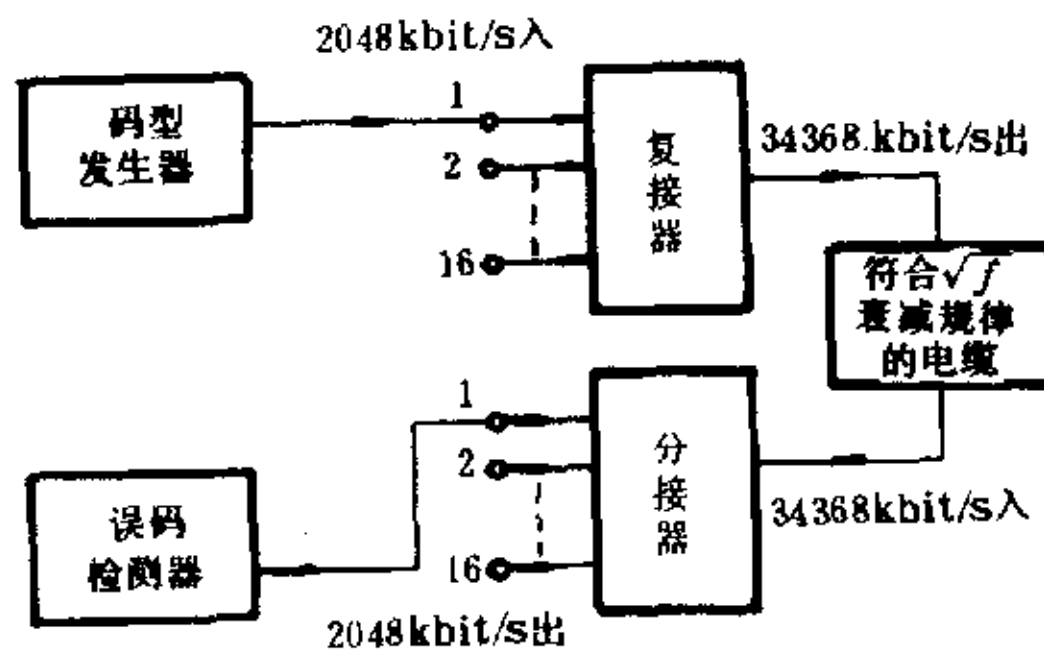 2048kbit/s入
码型
发生器
1
2
16
复
接
器
34368.kbit/s出
符合√f
衰减规律
的电缆
1
2
16
分
接
器
34368kbit/s入
误码
检测器
2048kbit/s出